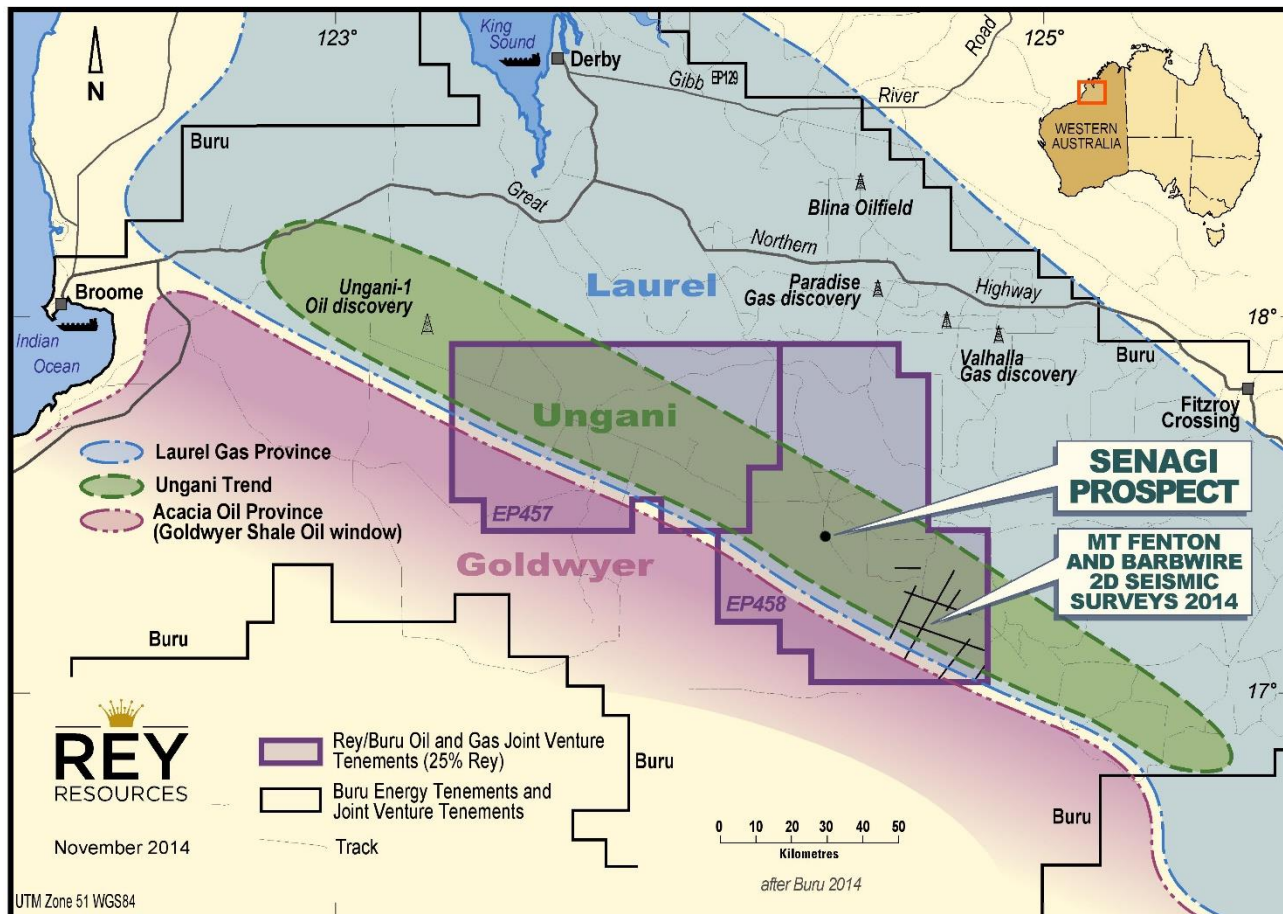 123°
King
Sound
Derby
125°
Road
Gibb
EP129
River
N
Buru
WESTERN
AUSTRALIA
Great
Blina Oilfield
Northern
Highway
Ungani-1
Oil discovery
Laurel
Paradise
Gas discovery
Broome
18°
Indian
Ocean
Valhalla
Gas discovery
Buru
Fitzroy
Crossing
Ungani
Laurel Gas Province
Ungani Trend
Acacia Oil Province
(Goldwyer Shale Oil window)
SENAGI
PROSPECT
EP457
Goldwyer
MT FENTON
AND BARBWIRE
2D SEISMIC
SURVEYS 2014
EP458
Buru
17°
REY
RESOURCES
November 2014
Rey/Buru Oil and Gas Joint Venture
Tenements (25% Rey)
Buru Energy Tenements and
Joint Venture Tenements
Track
Buru
Buru
0 10 20 30 40 50
Kilometres
after Buru 2014
UTM Zone 51 WGS84